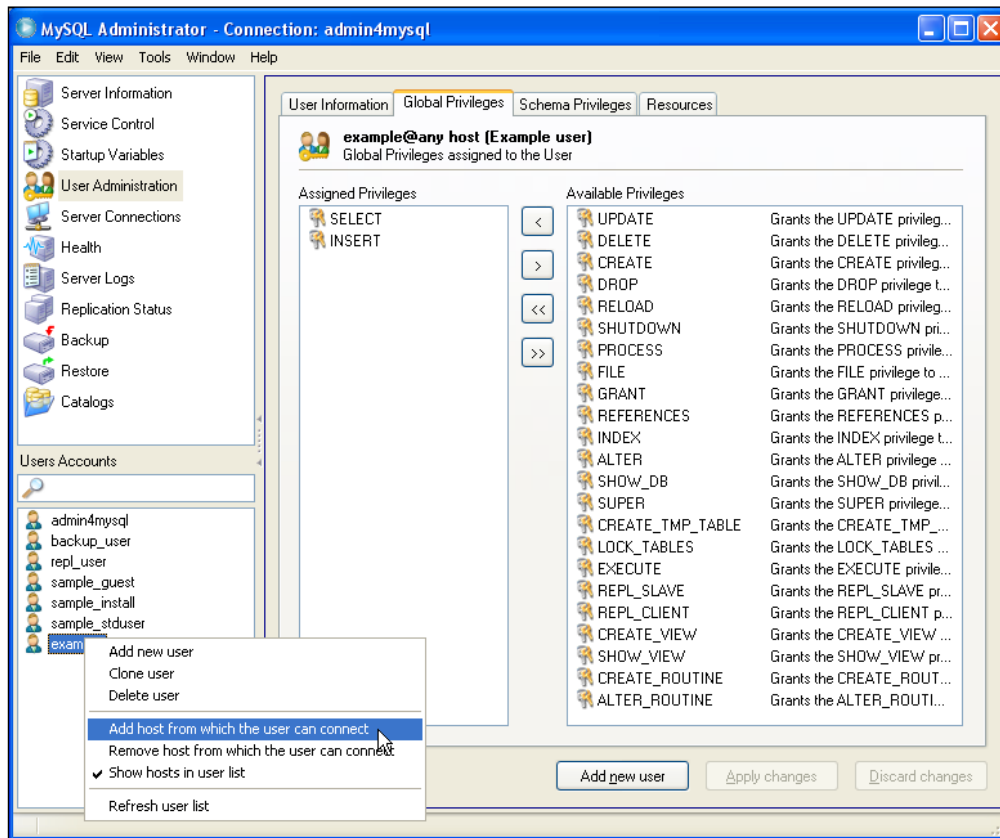 MySQL Administrator - Connection: admin4mysql
File Edit View Tools Window Help
Server Information
Service Control
Startup Variables
User Administration
Server Connections
Health
Server Logs
Replication Status
Backup
Restore
Catalogs
Users Accounts
admin4mysql
backup_user
repl_user
sample_guest
sample_install
sample_stduser
exam
Add new user
Clone user
Delete user
Add host from which the user can connect
Remove host from which the user can connect
Show hosts in user list
Refresh user list
User Information Global Privileges Schema Privileges Resources
example@any host (Example user)
Global Privileges assigned to the User
Assigned Privileges
SELECT
INSERT
<
>
<<
>>
Available Privileges
UPDATE Grants the UPDATE privileg...
DELETE Grants the DELETE privileg...
CREATE Grants the CREATE privileg...
DROP Grants the DROP privilege t...
RELOAD Grants the RELOAD privileg...
SHUTDOWN Grants the SHUTDOWN pri...
PROCESS Grants the PROCESS privile...
FILE Grants the FILE privilege to ...
GRANT Grants the GRANT privilege...
REFERENCES Grants the REFERENCES p...
INDEX Grants the INDEX privilege t...
ALTER Grants the ALTER privilege ...
SHOW_DB Grants the SHOW_DB privil...
SUPER Grants the SUPER privilege...
CREATE_TMP_TABLE Grants the CREATE_TMP_...
LOCK_TABLES Grants the LOCK_TABLES ...
EXECUTE Grants the EXECUTE privile...
REPL_SLAVE Grants the REPL_SLAVE pr...
REPL_CLIENT Grants the REPL_CLIENT p...
CREATE_VIEW Grants the CREATE_VIEW ...
SHOW_VIEW Grants the SHOW_VIEW pr...
CREATE_ROUTINE Grants the CREATE_ROUT...
ALTER_ROUTINE Grants the ALTER_ROUTI...
Add new user Apply changes Discard changes